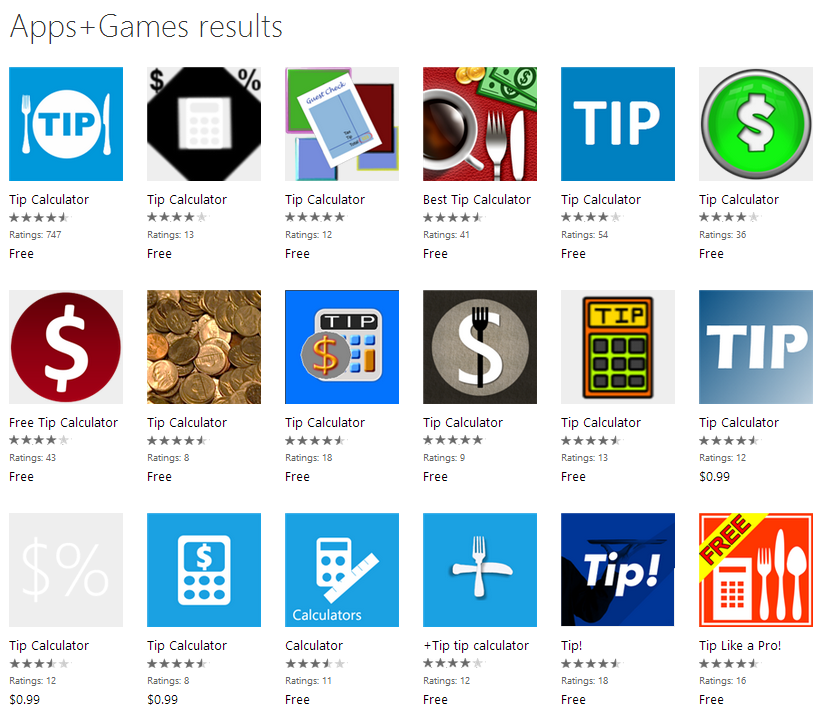 Apps+Games results
TIP
$ %
Guest Check
TIP
$
Tip Calculator
Tip Calculator
Tip Calculator
Best Tip Calculator
Tip Calculator
Tip Calculator
Ratings: 747
Ratings: 13
Ratings: 12
Ratings: 41
Ratings: 54
Ratings: 36
Free
Free
Free
Free
Free
Free
$
TIP
$
$
TIP
TIP
Free Tip Calculator
Tip Calculator
Tip Calculator
Tip Calculator
Tip Calculator
Tip Calculator
Ratings: 43
Ratings: 8
Ratings: 18
Ratings: 9
Ratings: 13
Ratings: 12
Free
Free
Free
Free
Free
$0.99
$%
$
Calculators
Tip!
FREE
Tip Calculator
Tip Calculator
Calculator
+Tip tip calculator
Tip!
Tip Like a Pro!
Ratings: 12
Ratings: 8
Ratings: 11
Ratings: 12
Ratings: 18
Ratings: 16
$0.99
$0.99
Free
Free
Free
Free